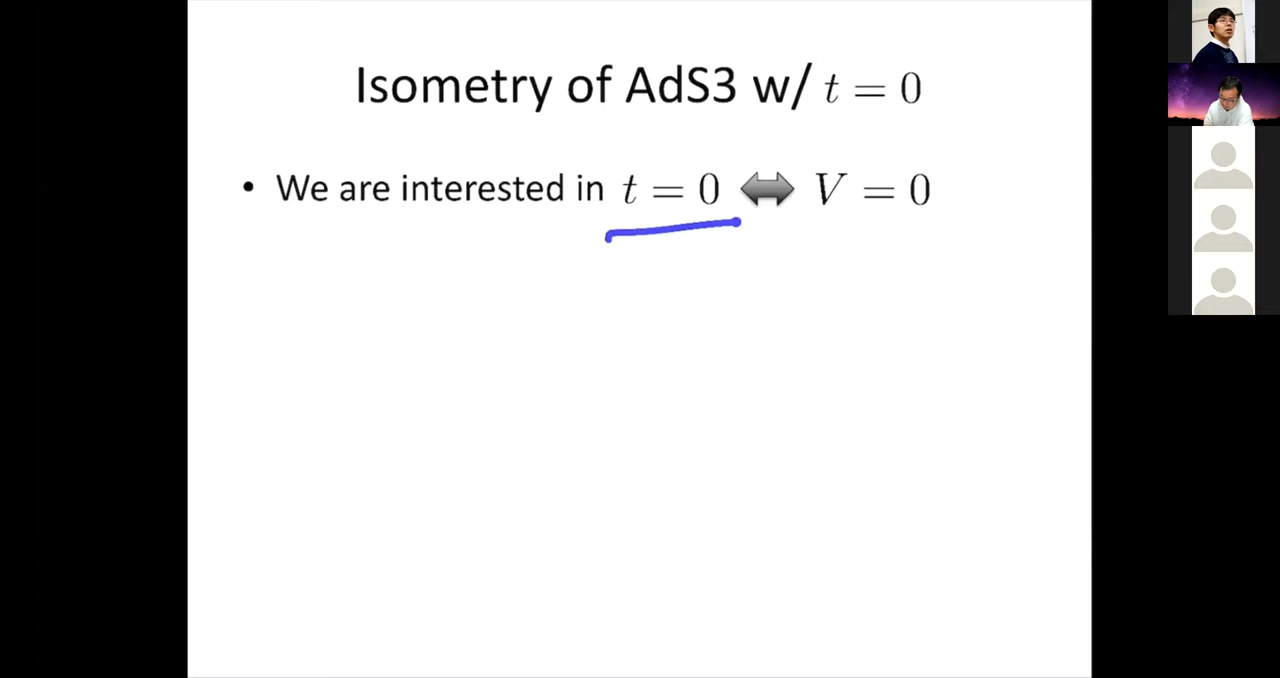 Isometry of AdS3 w/ t = 0
• We are interested in t = 0 ⇔ V = 0